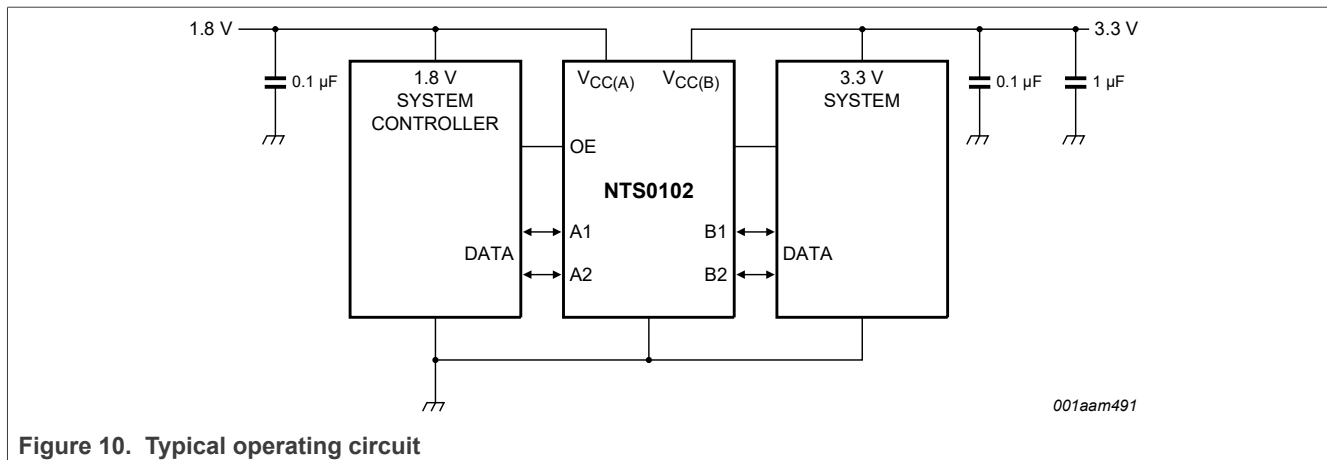 1.8 V
3.3 V
0.1 µF
1.8 V
SYSTEM
CONTROLLER
DATA
VCC(A)
VCC(B)
OE
NTS0102
A1
A2
B1
B2
3.3 V
SYSTEM
DATA
0.1 µF
1 µF
001aam491
Figure 10. Typical operating circuit